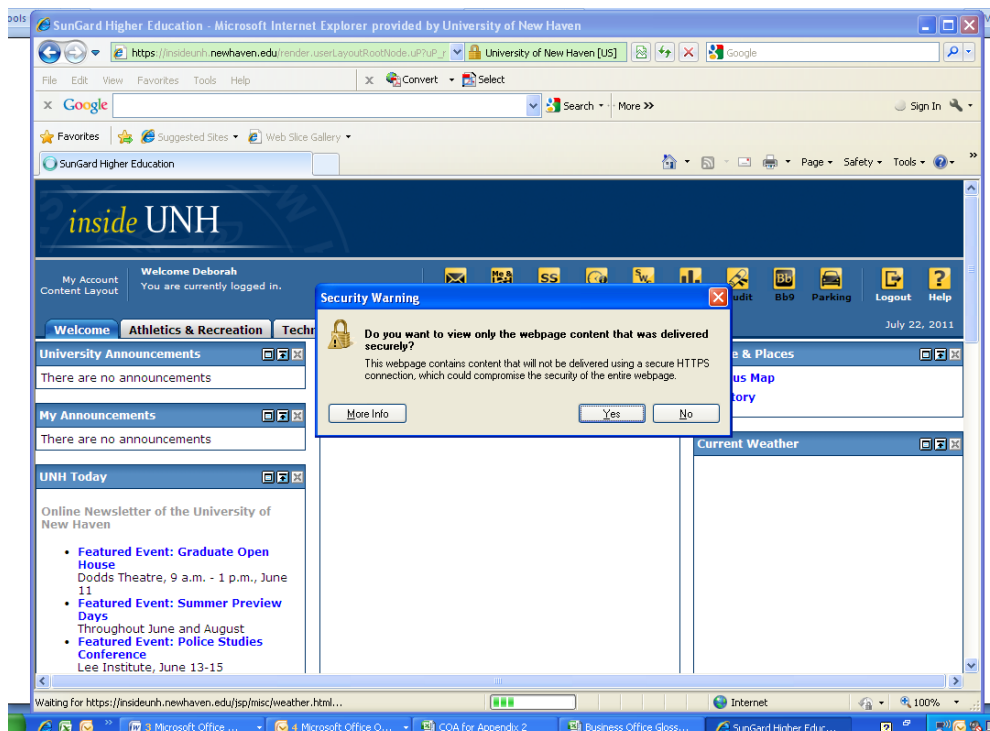 ools
SunGard Higher Education - Microsoft Internet Explorer provided by University of New Haven
https://insideunh.newhaven.edu/render.userLayoutRootNode.uP?uP_r
University of New Haven [US]
Google
File Edit View Favorites Tools Help
x Convert Select
x Google
Search More >>
Sign In
Favorites
Suggested Sites
Web Slice Gallery
SunGard Higher Education
Page Safety Tools
inside UNH
My Account
Content Layout
Welcome Deborah
You are currently logged in.
Me &
SS
Bb
Bb9 Parking Logout Help
Welcome
Athletics & Recreation
July 22, 2011
Security Warning
Do you want to view only the webpage content that was delivered
securely?
This webpage contains content that will not be delivered using a secure HTTPS
connection, which could compromise the security of the entire webpage.
More Info
Yes
No
University Announcements
There are no announcements
My Announcements
There are no announcements
UNH Today
Online Newsletter of the University of
New Haven
• Featured Event: Graduate Open
House
Dodds Theatre, 9 a.m. - 1 p.m., June
11
• Featured Event: Summer Preview
Days
Throughout June and August
• Featured Event: Police Studies
Conference
Lee Institute, June 13-15
& Places
us Map
tory
Current Weather
Waiting for https://insideunh.newhaven.edu/jsp/misc/weather.html...
Internet
100%
3 Microsoft Office ...
4 Microsoft Office O...
COA for Appendix 2
Business Office Gloss...
SunGard Higher Educ...